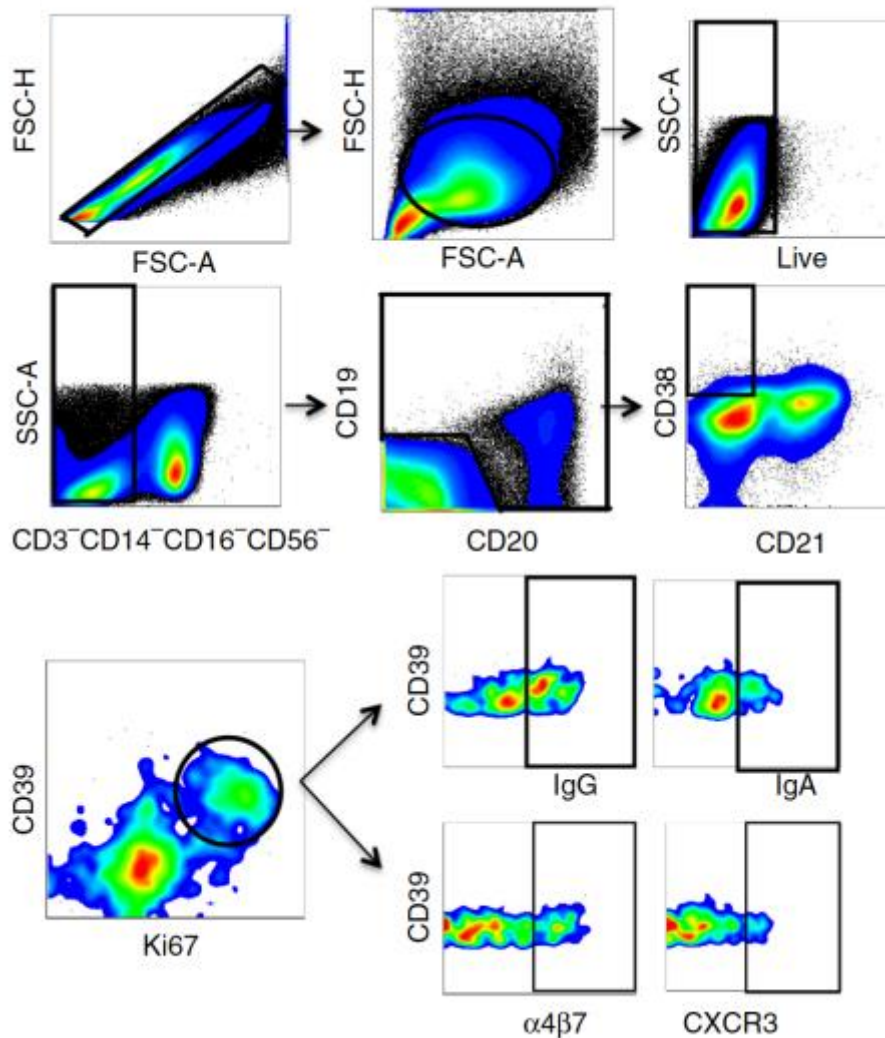 FSC-H
FSC-A
FSC-H
FSC-A
SSC-A
Live
SSC-A
CD3⁻CD14⁻CD16⁻CD56⁻
CD19
CD20
CD38
CD21
CD39
Ki67
CD39
IgG
IgA
CD39
α4β7
CXCR3